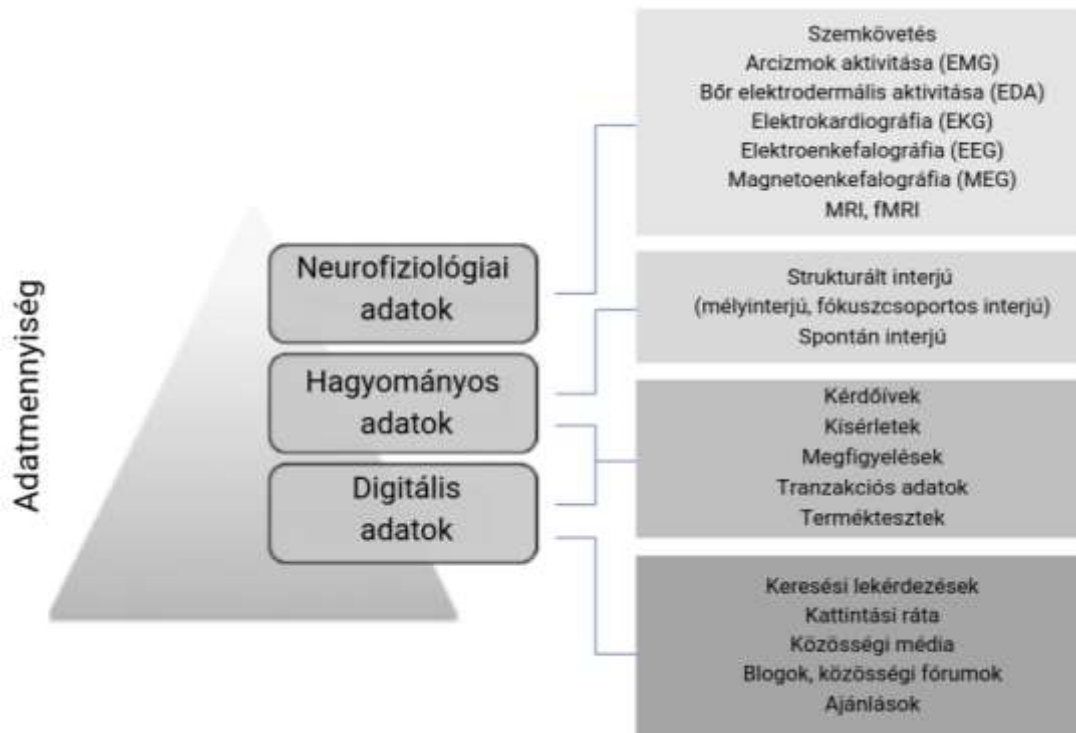 Adatmennyiség
Neurofiziológiai
adatok
Hagyományos
adatok
Digitális
adatok
Szemkövetés
Arcizmok aktivitása (EMG)
Bőr elektrodermális aktivitása (EDA)
Elektrokardiográfia (EKG)
Elektroenkefalográfia (EEG)
Magnetoenkefalográfia (MEG)
MRI, fMRI
Strukturált interjú
(mélyinterjú, fókuszcsoportos interjú)
Spontán interjú
Kérdőívek
Kísérletek
Megfigyelések
Tranzakciós adatok
Terméktesztek
Keresési lekérdezések
Kattintási ráta
Közösségi média
Blogok, közösségi fórumok
Ajánlások